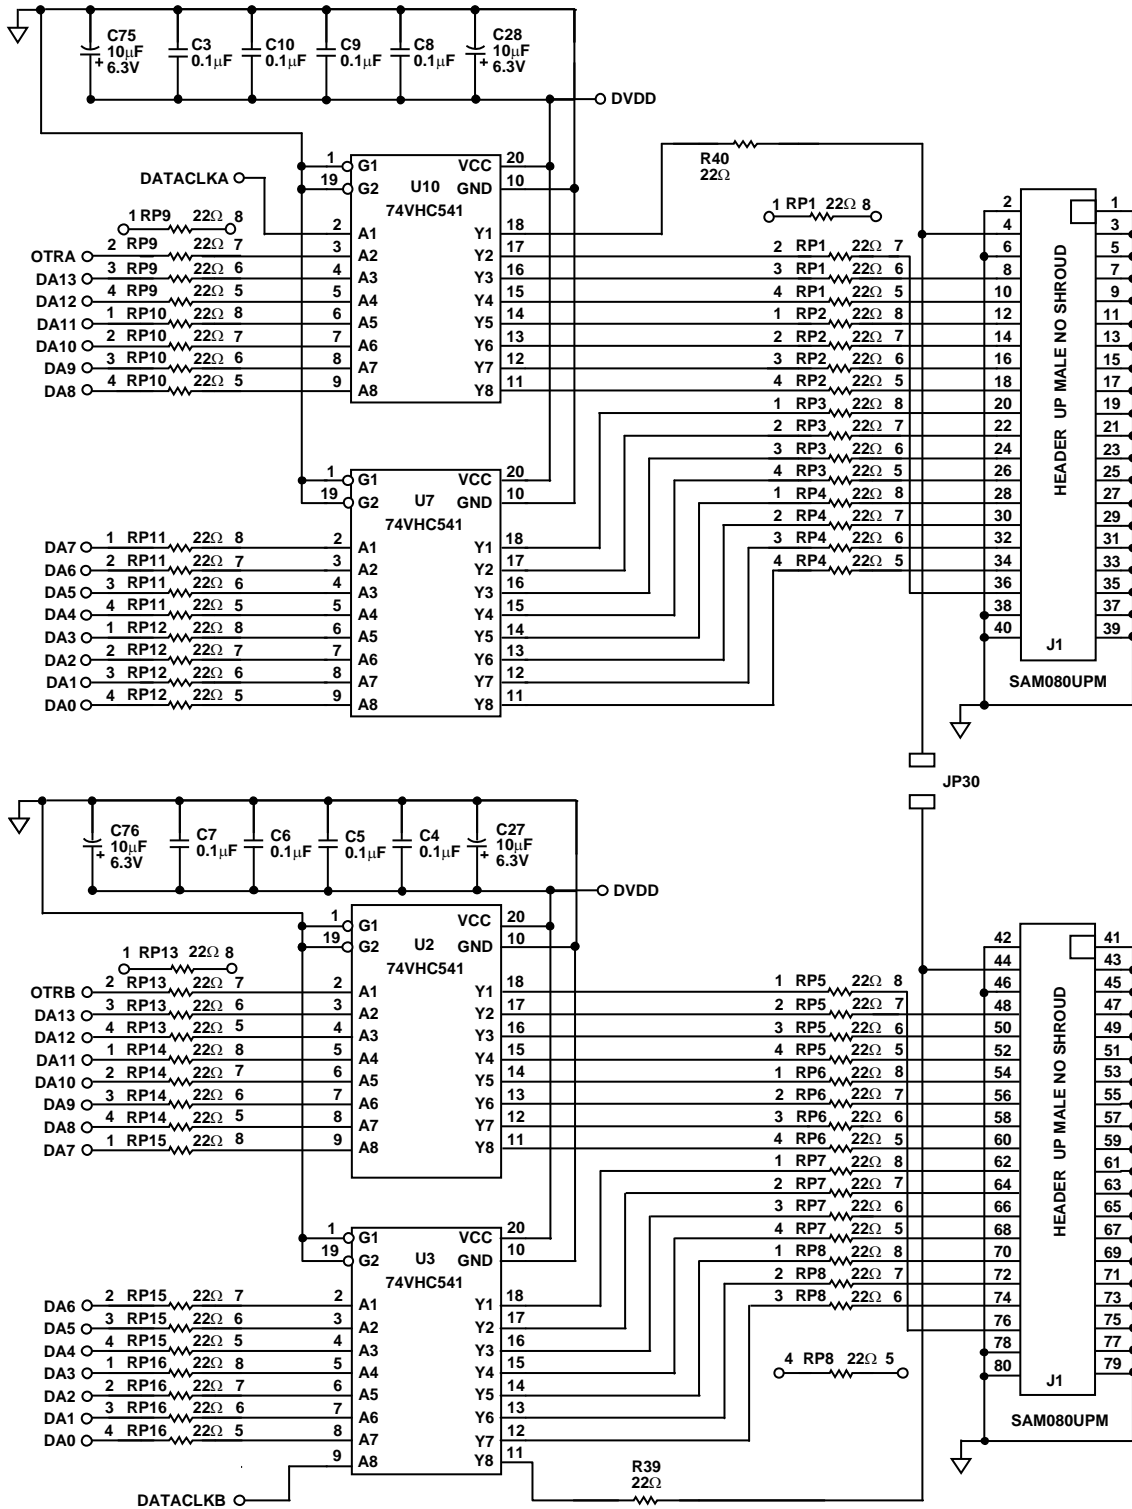 C75 10μF 6.3V +
C3 0.1μF
C10 0.1μF
C9 0.1μF
C8 0.1μF
C28 10μF 6.3V +
DVDD
R40 22Ω
DATACLKA
1 RP9 22Ω 8
OTRA 2 RP9 22Ω 7
DA13 3 RP9 22Ω 6
DA12 4 RP9 22Ω 5
DA11 1 RP10 22Ω 8
DA10 2 RP10 22Ω 7
DA9 3 RP10 22Ω 6
DA8 4 RP10 22Ω 5
U10
74VHC541
1 G1 VCC 20
19 G2 GND 10
2 A1 Y1 18
3 A2 Y2 17
4 A3 Y3 16
5 A4 Y4 15
6 A5 Y5 14
7 A6 Y6 13
8 A7 Y7 12
9 A8 Y8 11
1 RP1 22Ω 8
2 RP1 22Ω 7
3 RP1 22Ω 6
4 RP1 22Ω 5
1 RP2 22Ω 8
2 RP2 22Ω 7
3 RP2 22Ω 6
4 RP2 22Ω 5
1 RP3 22Ω 8
2 RP3 22Ω 7
3 RP3 22Ω 6
4 RP3 22Ω 5
1 RP4 22Ω 8
2 RP4 22Ω 7
3 RP4 22Ω 6
4 RP4 22Ω 5
DA7 1 RP11 22Ω 8
DA6 2 RP11 22Ω 7
DA5 3 RP11 22Ω 6
DA4 4 RP11 22Ω 5
DA3 1 RP12 22Ω 8
DA2 2 RP12 22Ω 7
DA1 3 RP12 22Ω 6
DA0 4 RP12 22Ω 5
U7
74VHC541
1 G1 VCC 20
19 G2 GND 10
2 A1 Y1 18
3 A2 Y2 17
4 A3 Y3 16
5 A4 Y4 15
6 A5 Y5 14
7 A6 Y6 13
8 A7 Y7 12
9 A8 Y8 11
2 1
4 3
6 5
8 7
10 9
12 11
14 13
16 15
18 17
20 19
22 21
24 23
26 25
28 27
30 29
32 31
34 33
36 35
38 37
40 39
HEADER UP MALE NO SHROUD
J1
SAM080UPM
JP30
C76 10μF 6.3V +
C7 0.1μF
C6 0.1μF
C5 0.1μF
C4 0.1μF
C27 10μF 6.3V +
DVDD
1 RP13 22Ω 8
OTRB 2 RP13 22Ω 7
DA13 3 RP13 22Ω 6
DA12 4 RP13 22Ω 5
DA11 1 RP14 22Ω 8
DA10 2 RP14 22Ω 7
DA9 3 RP14 22Ω 6
DA8 4 RP14 22Ω 5
DA7 1 RP15 22Ω 8
U2
74VHC541
1 G1 VCC 20
19 G2 GND 10
2 A1 Y1 18
3 A2 Y2 17
4 A3 Y3 16
5 A4 Y4 15
6 A5 Y5 14
7 A6 Y6 13
8 A7 Y7 12
9 A8 Y8 11
1 RP5 22Ω 8
2 RP5 22Ω 7
3 RP5 22Ω 6
4 RP5 22Ω 5
1 RP6 22Ω 8
2 RP6 22Ω 7
3 RP6 22Ω 6
4 RP6 22Ω 5
1 RP7 22Ω 8
2 RP7 22Ω 7
3 RP7 22Ω 6
4 RP7 22Ω 5
1 RP8 22Ω 8
2 RP8 22Ω 7
3 RP8 22Ω 6
4 RP8 22Ω 5
DA6 2 RP15 22Ω 7
DA5 3 RP15 22Ω 6
DA4 4 RP15 22Ω 5
DA3 1 RP16 22Ω 8
DA2 2 RP16 22Ω 7
DA1 3 RP16 22Ω 6
DA0 4 RP16 22Ω 5
DATACLKB
U3
74VHC541
1 G1 VCC 20
19 G2 GND 10
2 A1 Y1 18
3 A2 Y2 17
4 A3 Y3 16
5 A4 Y4 15
6 A5 Y5 14
7 A6 Y6 13
8 A7 Y7 12
9 A8 Y8 11
R39 22Ω
42 41
44 43
46 45
48 47
50 49
52 51
54 53
56 55
58 57
60 59
62 61
64 63
66 65
68 67
70 69
72 71
74 73
76 75
78 77
80 79
HEADER UP MALE NO SHROUD
J1
SAM080UPM